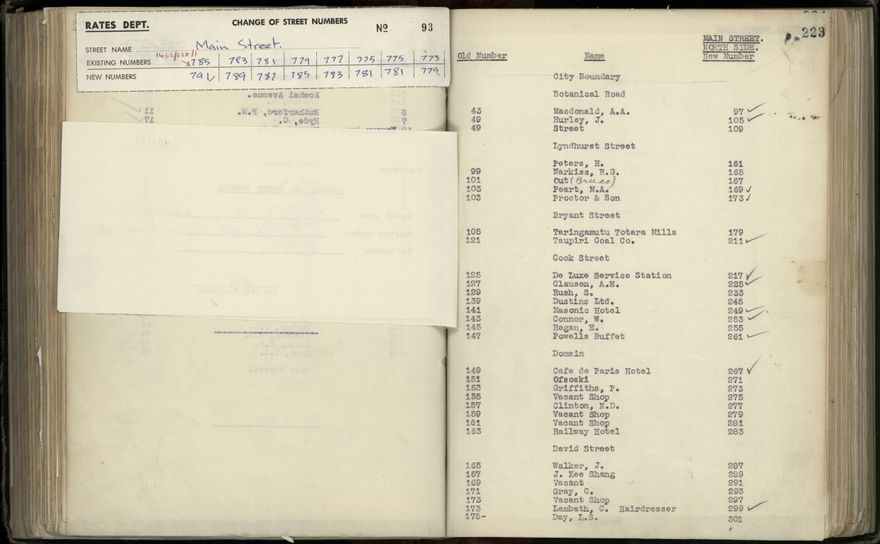 RATES DEPT. CHANGE OF STREET NUMBERS No 93
STREET NAME Main Street.
EXISTING NUMBERS 785 783 781 779 777 775 775 773
NEW NUMBERS 791 789 787 785 783 781 781 779
223
MAIN STREET.
NORTH SIDE.
Old Number Name New Number
City Boundary
Botanical Road
43 Macdonald, A.A. 97
49 Hurley, J. 105
49 Street 109
Lyndhurst Street
Peters, H. 161
99 Narkiss, R.G. 165
101 Cut (Bruce) 167
103 Peart, M.A. 169
103 Proctor & Son 173
Bryant Street
105 Taringamutu Totara Mills 179
121 Taupiri Coal Co. 211
Cook Street
125 De Luxe Service Station 217
127 Clausen, A.E. 225
129 Rush, S. 233
139 Dustins Ltd. 245
141 Masonic Hotel 249
143 Connor, W. 253
145 Regan, E. 255
147 Powells Buffet 261
Domain
149 Cafe de Paris Hotel 267
151 Ofsoski 271
153 Griffiths, P. 273
155 Vacant Shop 275
157 Clinton, N.D. 277
159 Vacant Shop 279
161 Vacant Shop 281
163 Railway Hotel 283
David Street
165 Walker, J. 287
167 J. Kee Shang 289
169 Vacant 291
171 Gray, C. 293
173 Vacant Shop 297
173 Lambath, C. Hairdresser 299
175- Day, L.S. 301